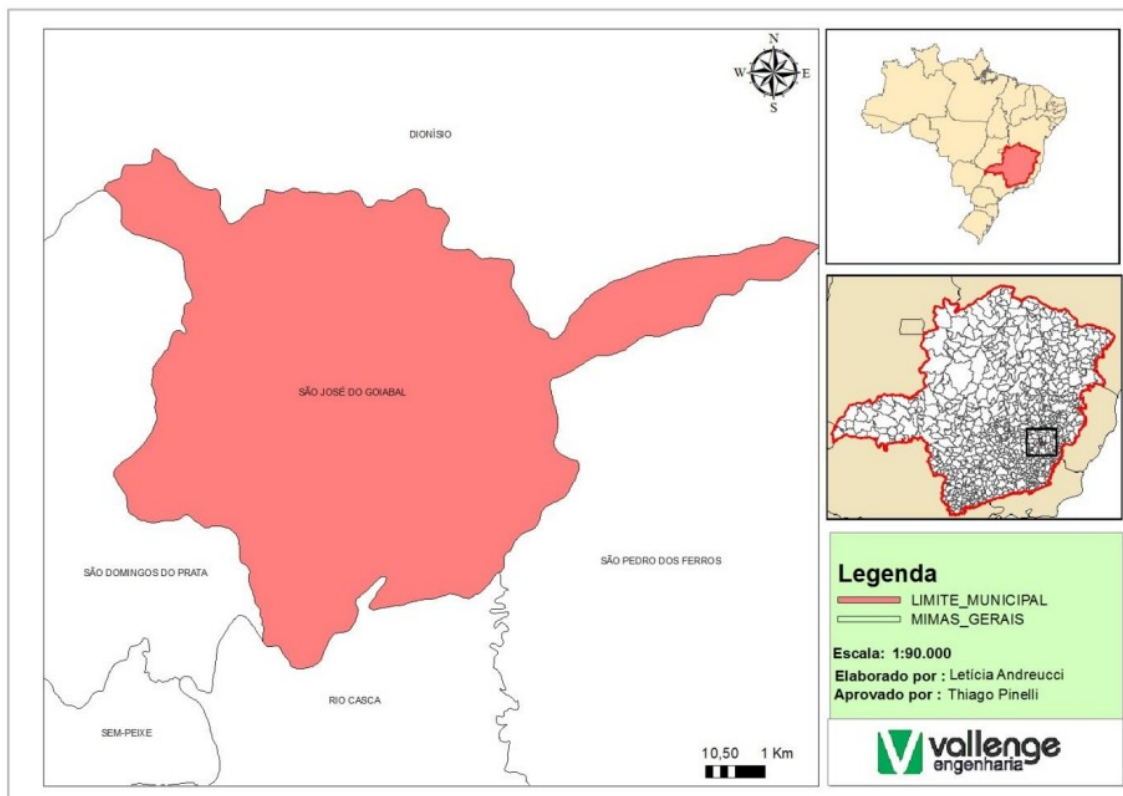 N
W E
S
DIONÍSIO
SÃO JOSÉ DO GOIABAL
SÃO DOMINGOS DO PRATA
SÃO PEDRO DOS FERROS
RIO CASCA
SEM-PEIXE
10,50 1 Km
Legenda
LIMITE_MUNICIPAL
MIMAS_GERAIS
Escala: 1:90.000
Elaborado por : Letícia Andreucci
Aprovado por : Thiago Pinelli
vallenge
engenharia